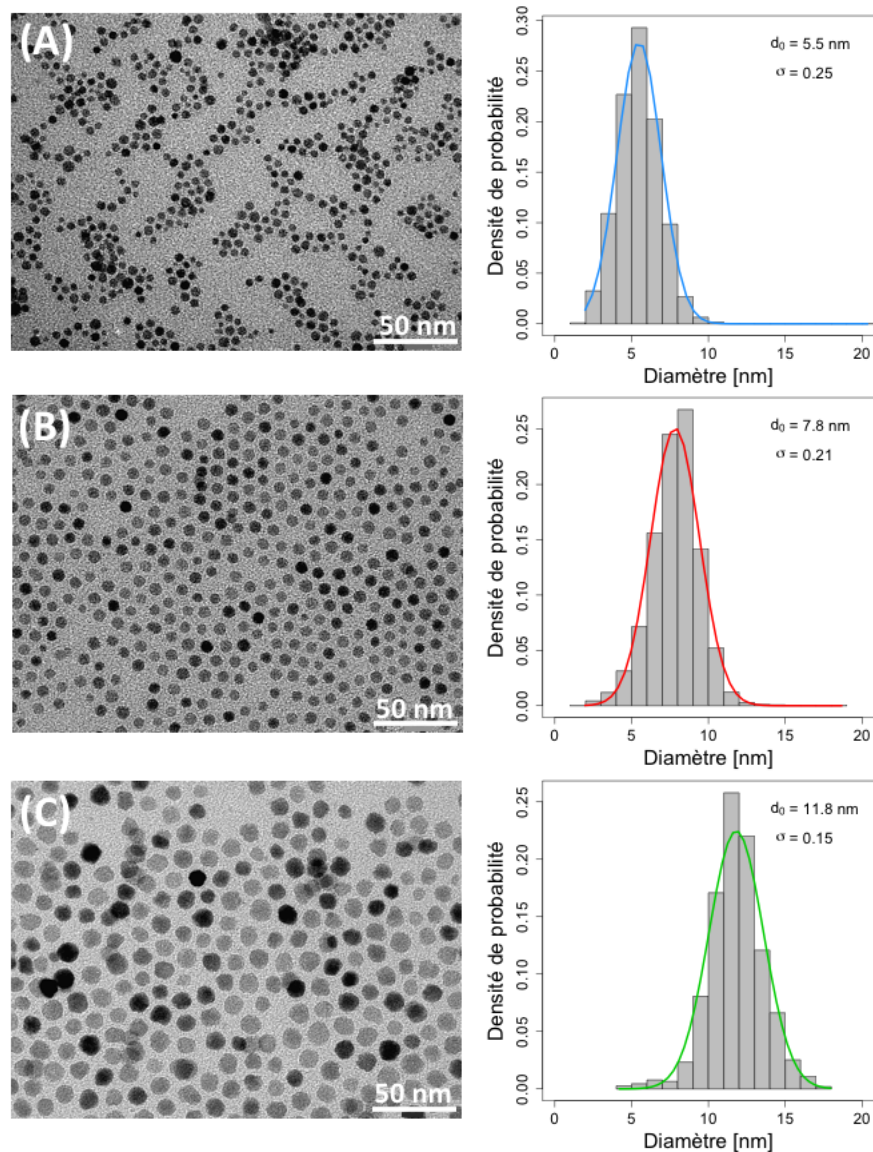 (A)
50 nm
Densité de probabilité
0.00 0.05 0.10 0.15 0.20 0.25 0.30
d₀ = 5.5 nm
σ = 0.25
0 5 10 15 20
Diamètre [nm]
(B)
50 nm
Densité de probabilité
0.00 0.05 0.10 0.15 0.20 0.25
d₀ = 7.8 nm
σ = 0.21
0 5 10 15 20
Diamètre [nm]
(C)
50 nm
Densité de probabilité
0.00 0.05 0.10 0.15 0.20 0.25
d₀ = 11.8 nm
σ = 0.15
0 5 10 15 20
Diamètre [nm]